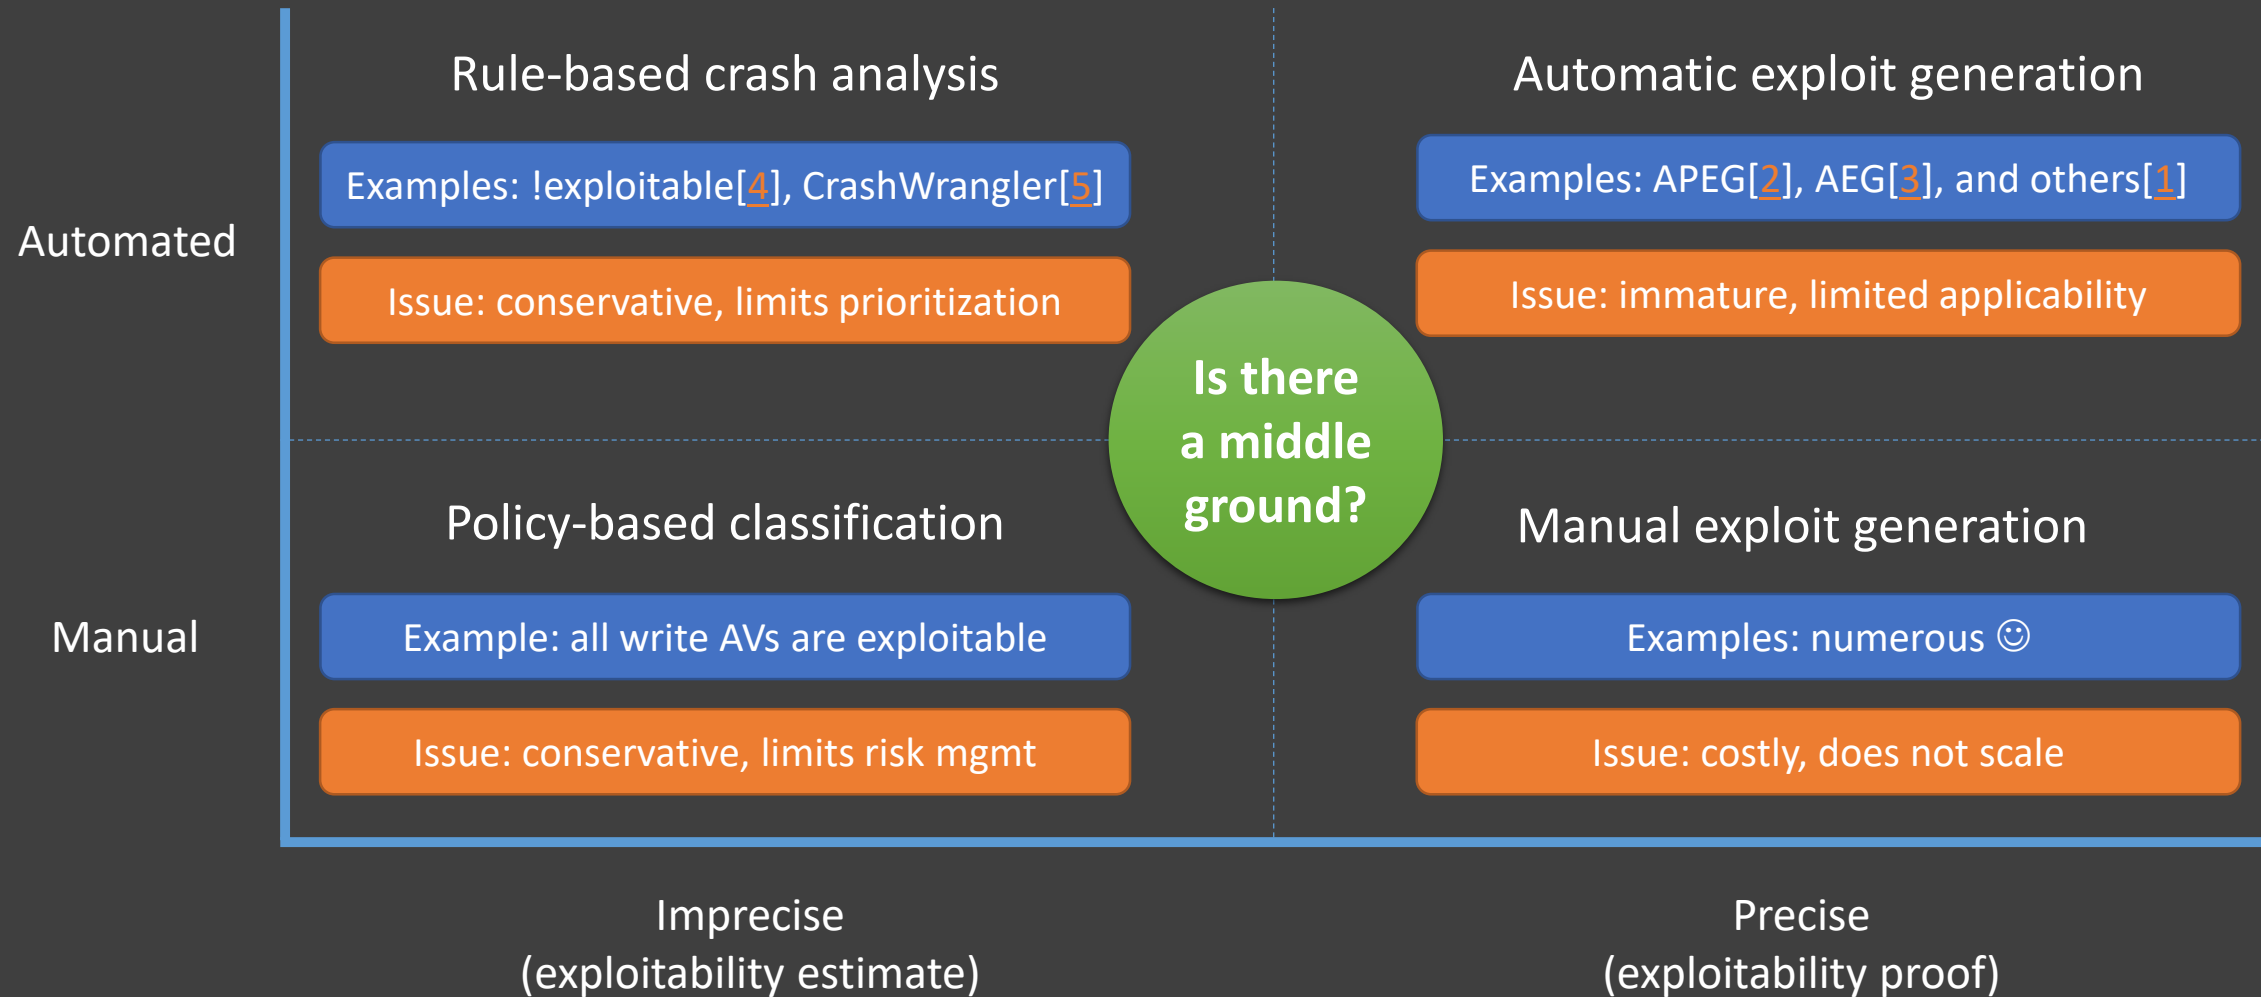 Rule-based crash analysis
Automatic exploit generation
Examples: !exploitable[4], CrashWrangler[5]
Examples: APEG[2], AEG[3], and others[1]
Automated
Issue: conservative, limits prioritization
Issue: immature, limited applicability
Is there
a middle
ground?
Policy-based classification
Manual exploit generation
Manual
Example: all write AVs are exploitable
Examples: numerous ☺
Issue: conservative, limits risk mgmt
Issue: costly, does not scale
Imprecise
(exploitability estimate)
Precise
(exploitability proof)